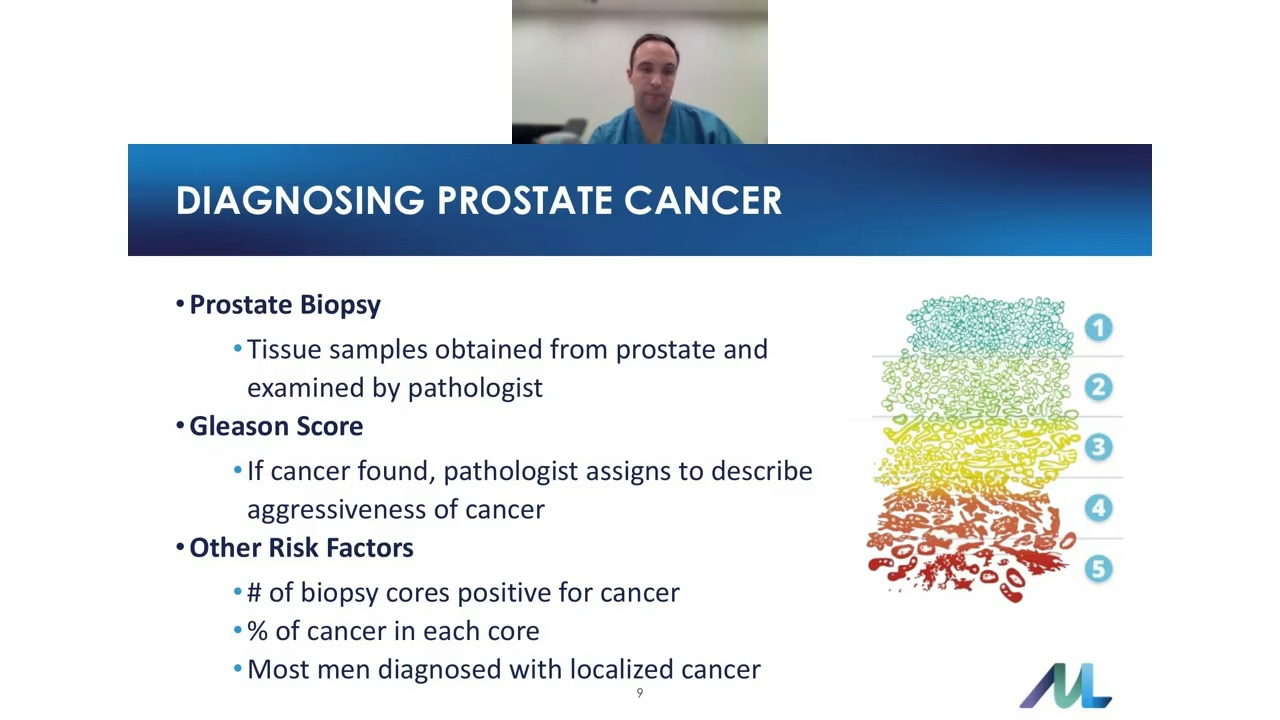 DIAGNOSING PROSTATE CANCER
• Prostate Biopsy
• Tissue samples obtained from prostate and
examined by pathologist
• Gleason Score
• If cancer found, pathologist assigns to describe
aggressiveness of cancer
• Other Risk Factors
• # of biopsy cores positive for cancer
• % of cancer in each core
• Most men diagnosed with localized cancer
1
2
3
4
5
9